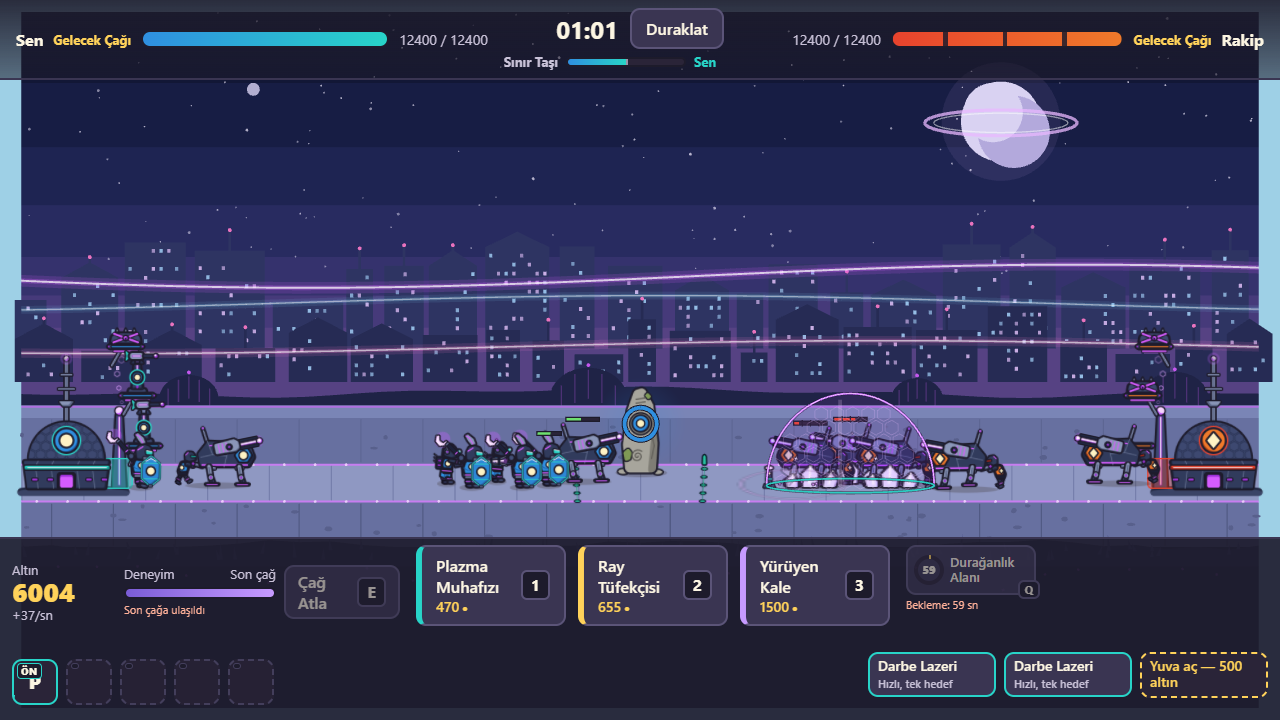 Sen Gelecek Çağı 12400 / 12400
01:01
Duraklat
12400 / 12400 Gelecek Çağı Rakip
Sınır Taşı Sen
Altın
6004
+37/sn
Deneyim Son çağ
Son çağa ulaşıldı
Çağ
Atla
E
Plazma
Muhafızı
470
1
Ray
Tüfekçisi
655
2
Yürüyen
Kale
1500
3
59
Durağanlık
Alanı
Q
Bekleme: 59 sn
ÖN
P
Darbe Lazeri
Hızlı, tek hedef
Darbe Lazeri
Hızlı, tek hedef
Yuva aç — 500
altın